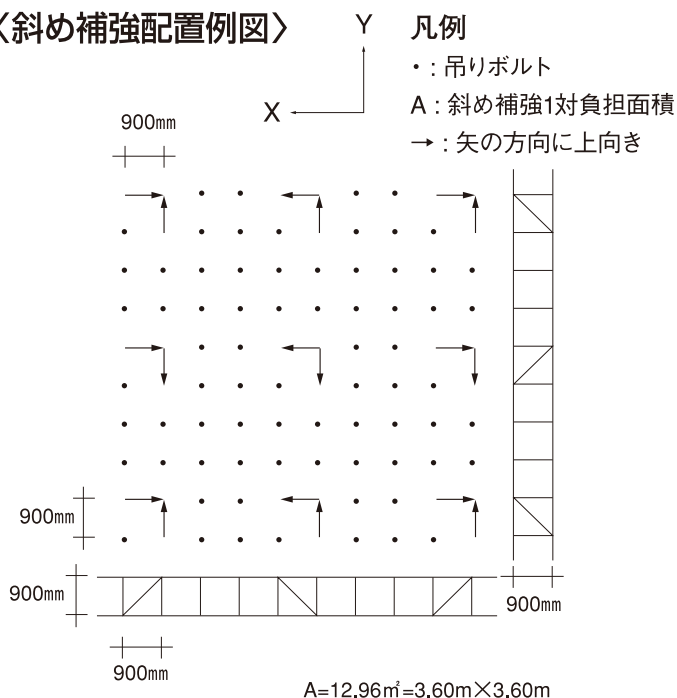 〈斜め補強配置例図〉
Y
X
凡例
・：吊りボルト
A：斜め補強1対負担面積
→：矢の方向に上向き
900mm
900mm
900mm
900mm
900mm
A=12.96㎡=3.60m×3.60m